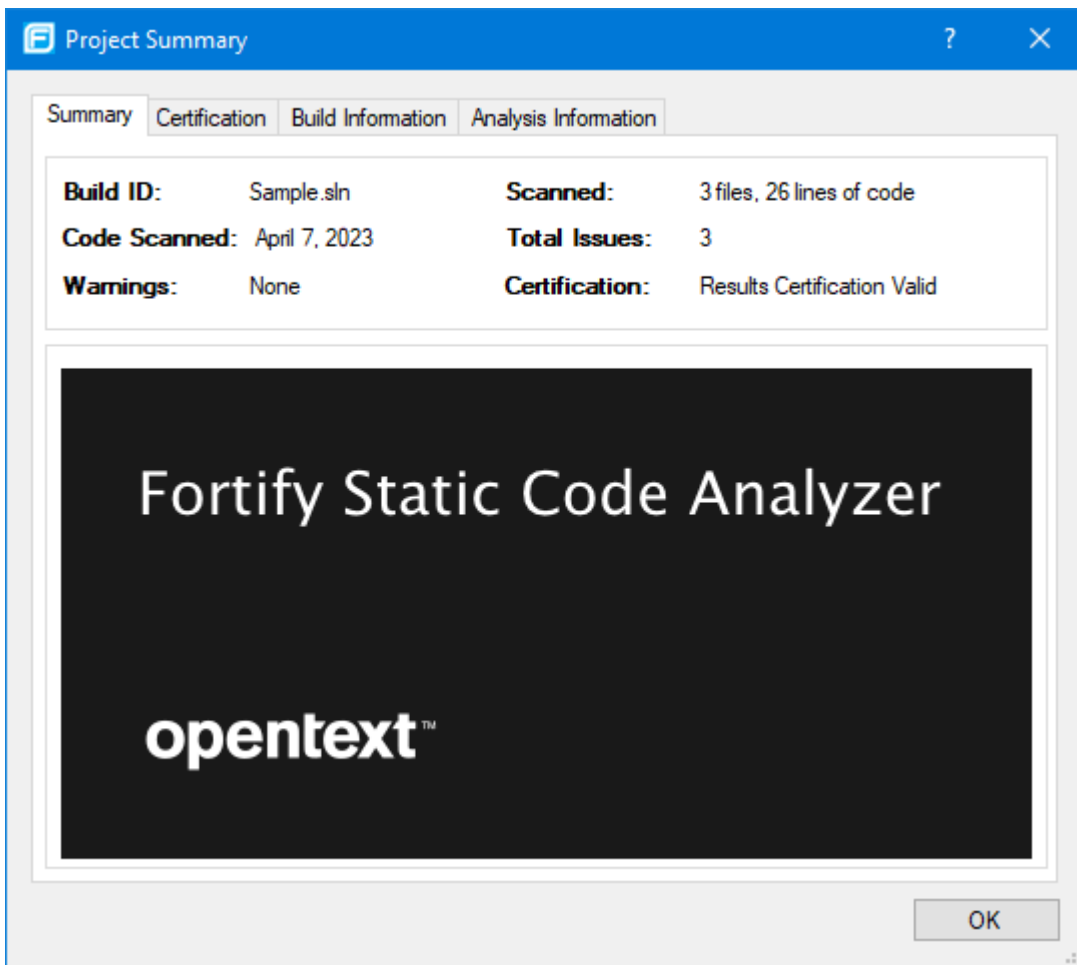 Project Summary
Summary Certification Build Information Analysis Information
Build ID: Sample.sln Scanned: 3 files, 26 lines of code
Code Scanned: April 7, 2023 Total Issues: 3
Warnings: None Certification: Results Certification Valid
Fortify Static Code Analyzer
opentext™
OK